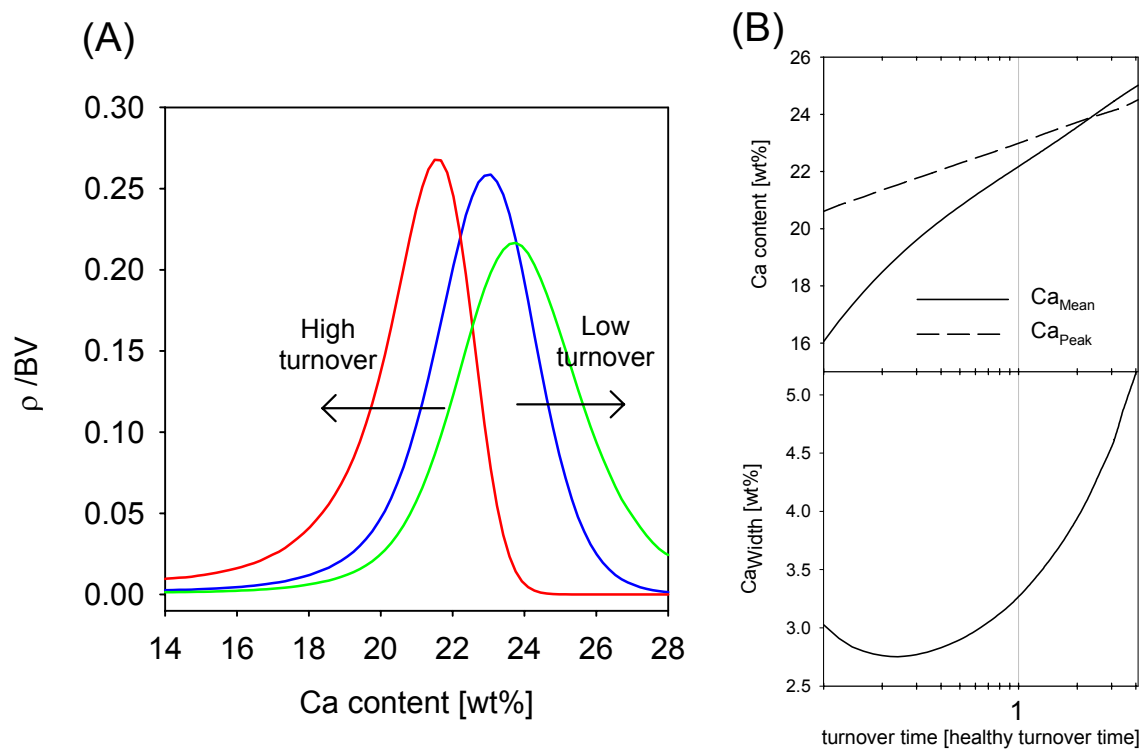 (A)
0.30
0.25
0.20
0.15
0.10
0.05
0.00
ρ /BV
High
turnover
Low
turnover
14 16 18 20 22 24 26 28
Ca content [wt%]
(B)
26
24
22
20
18
16
Ca content [wt%]
CaMean
CaPeak
5.0
4.5
4.0
3.5
3.0
2.5
CaWidth [wt%]
1
turnover time [healthy turnover time]